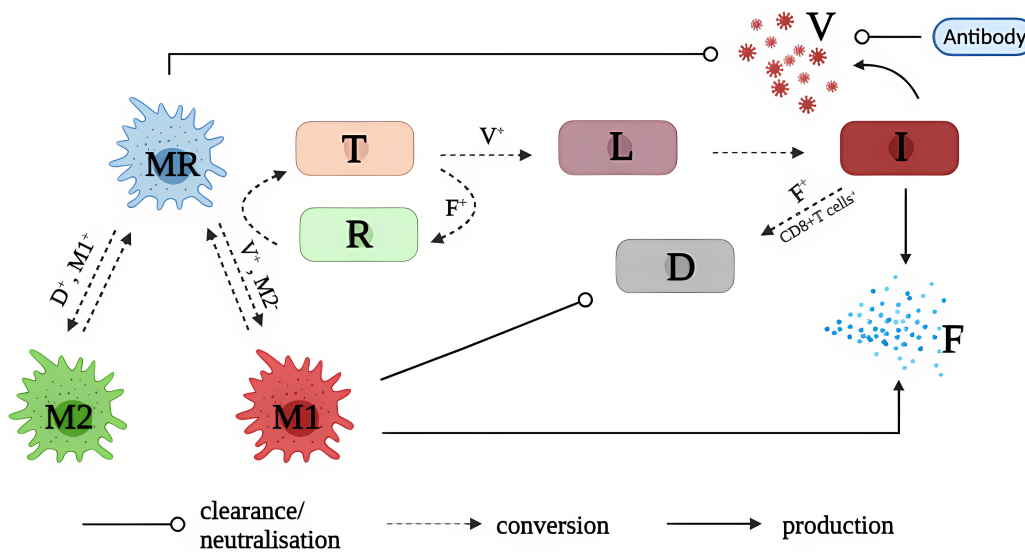 V
Antibody
MR
T
V⁺
L
I
F⁺
R
F⁺
CD8+T cells⁺
D
D⁺, M1⁺
V⁺, M2⁻
F
M2
M1
clearance/
neutralisation
conversion
production